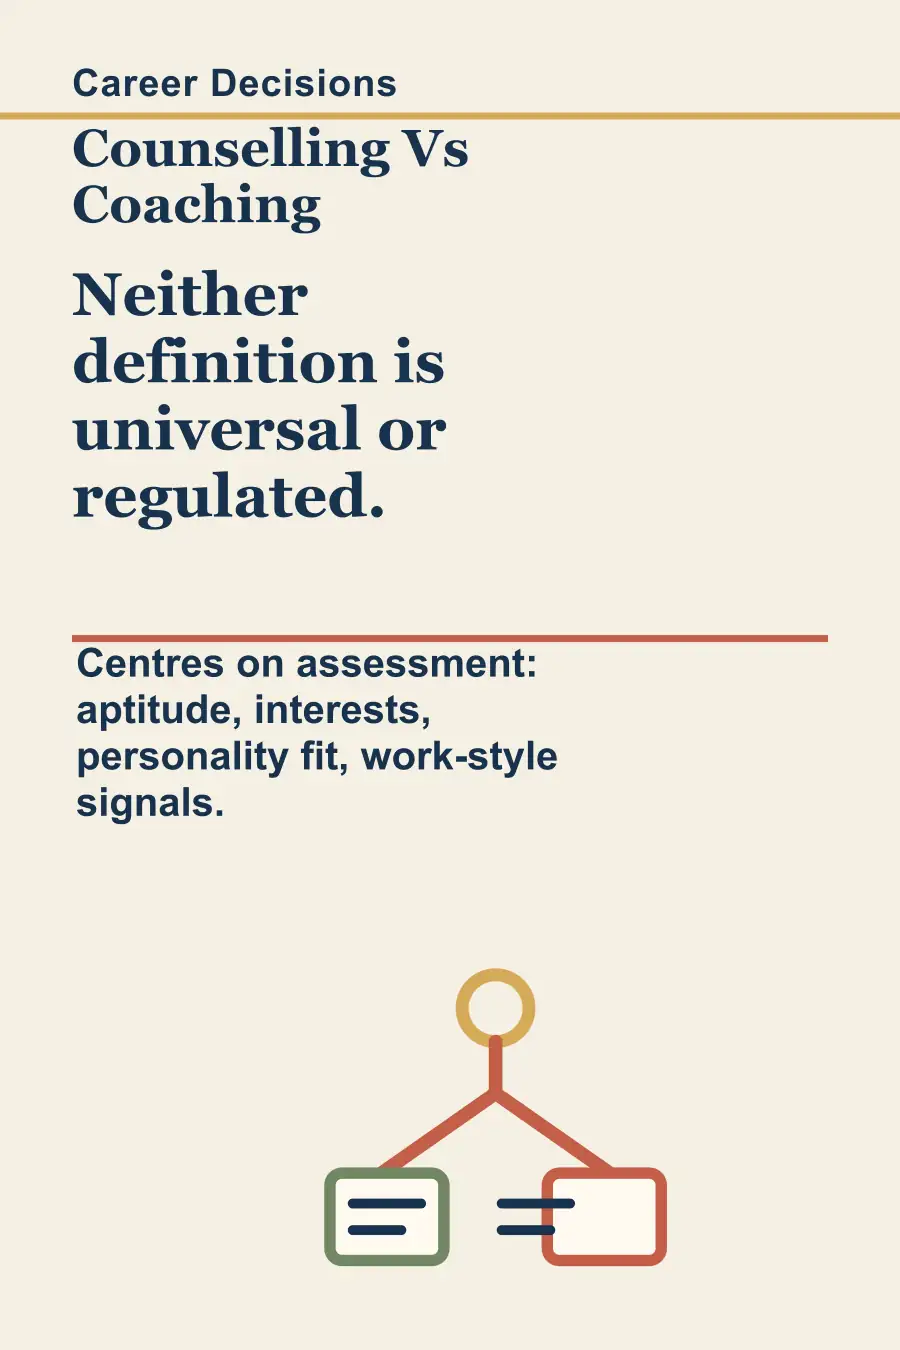 Career Decisions
Counselling Vs
Coaching
Neither
definition is
universal or
regulated.
Centres on assessment:
aptitude, interests,
personality fit, work-style
signals.